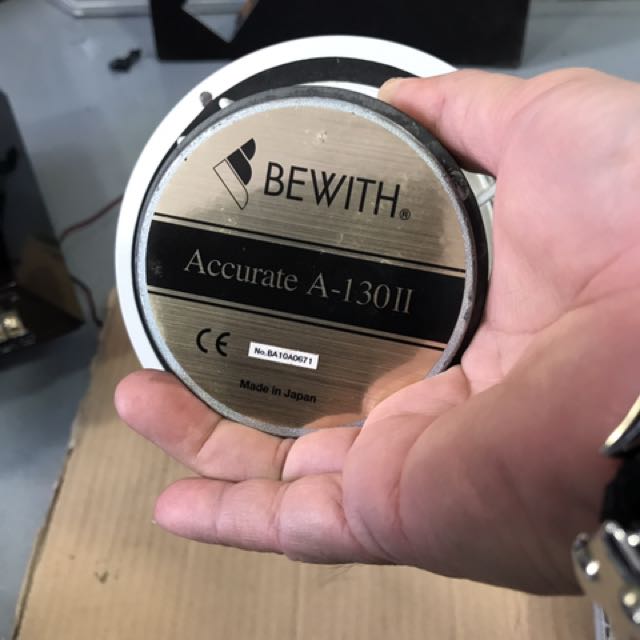 BEWITH®
Accurate A-130II
CE
No.BA10A0671
Made in Japan